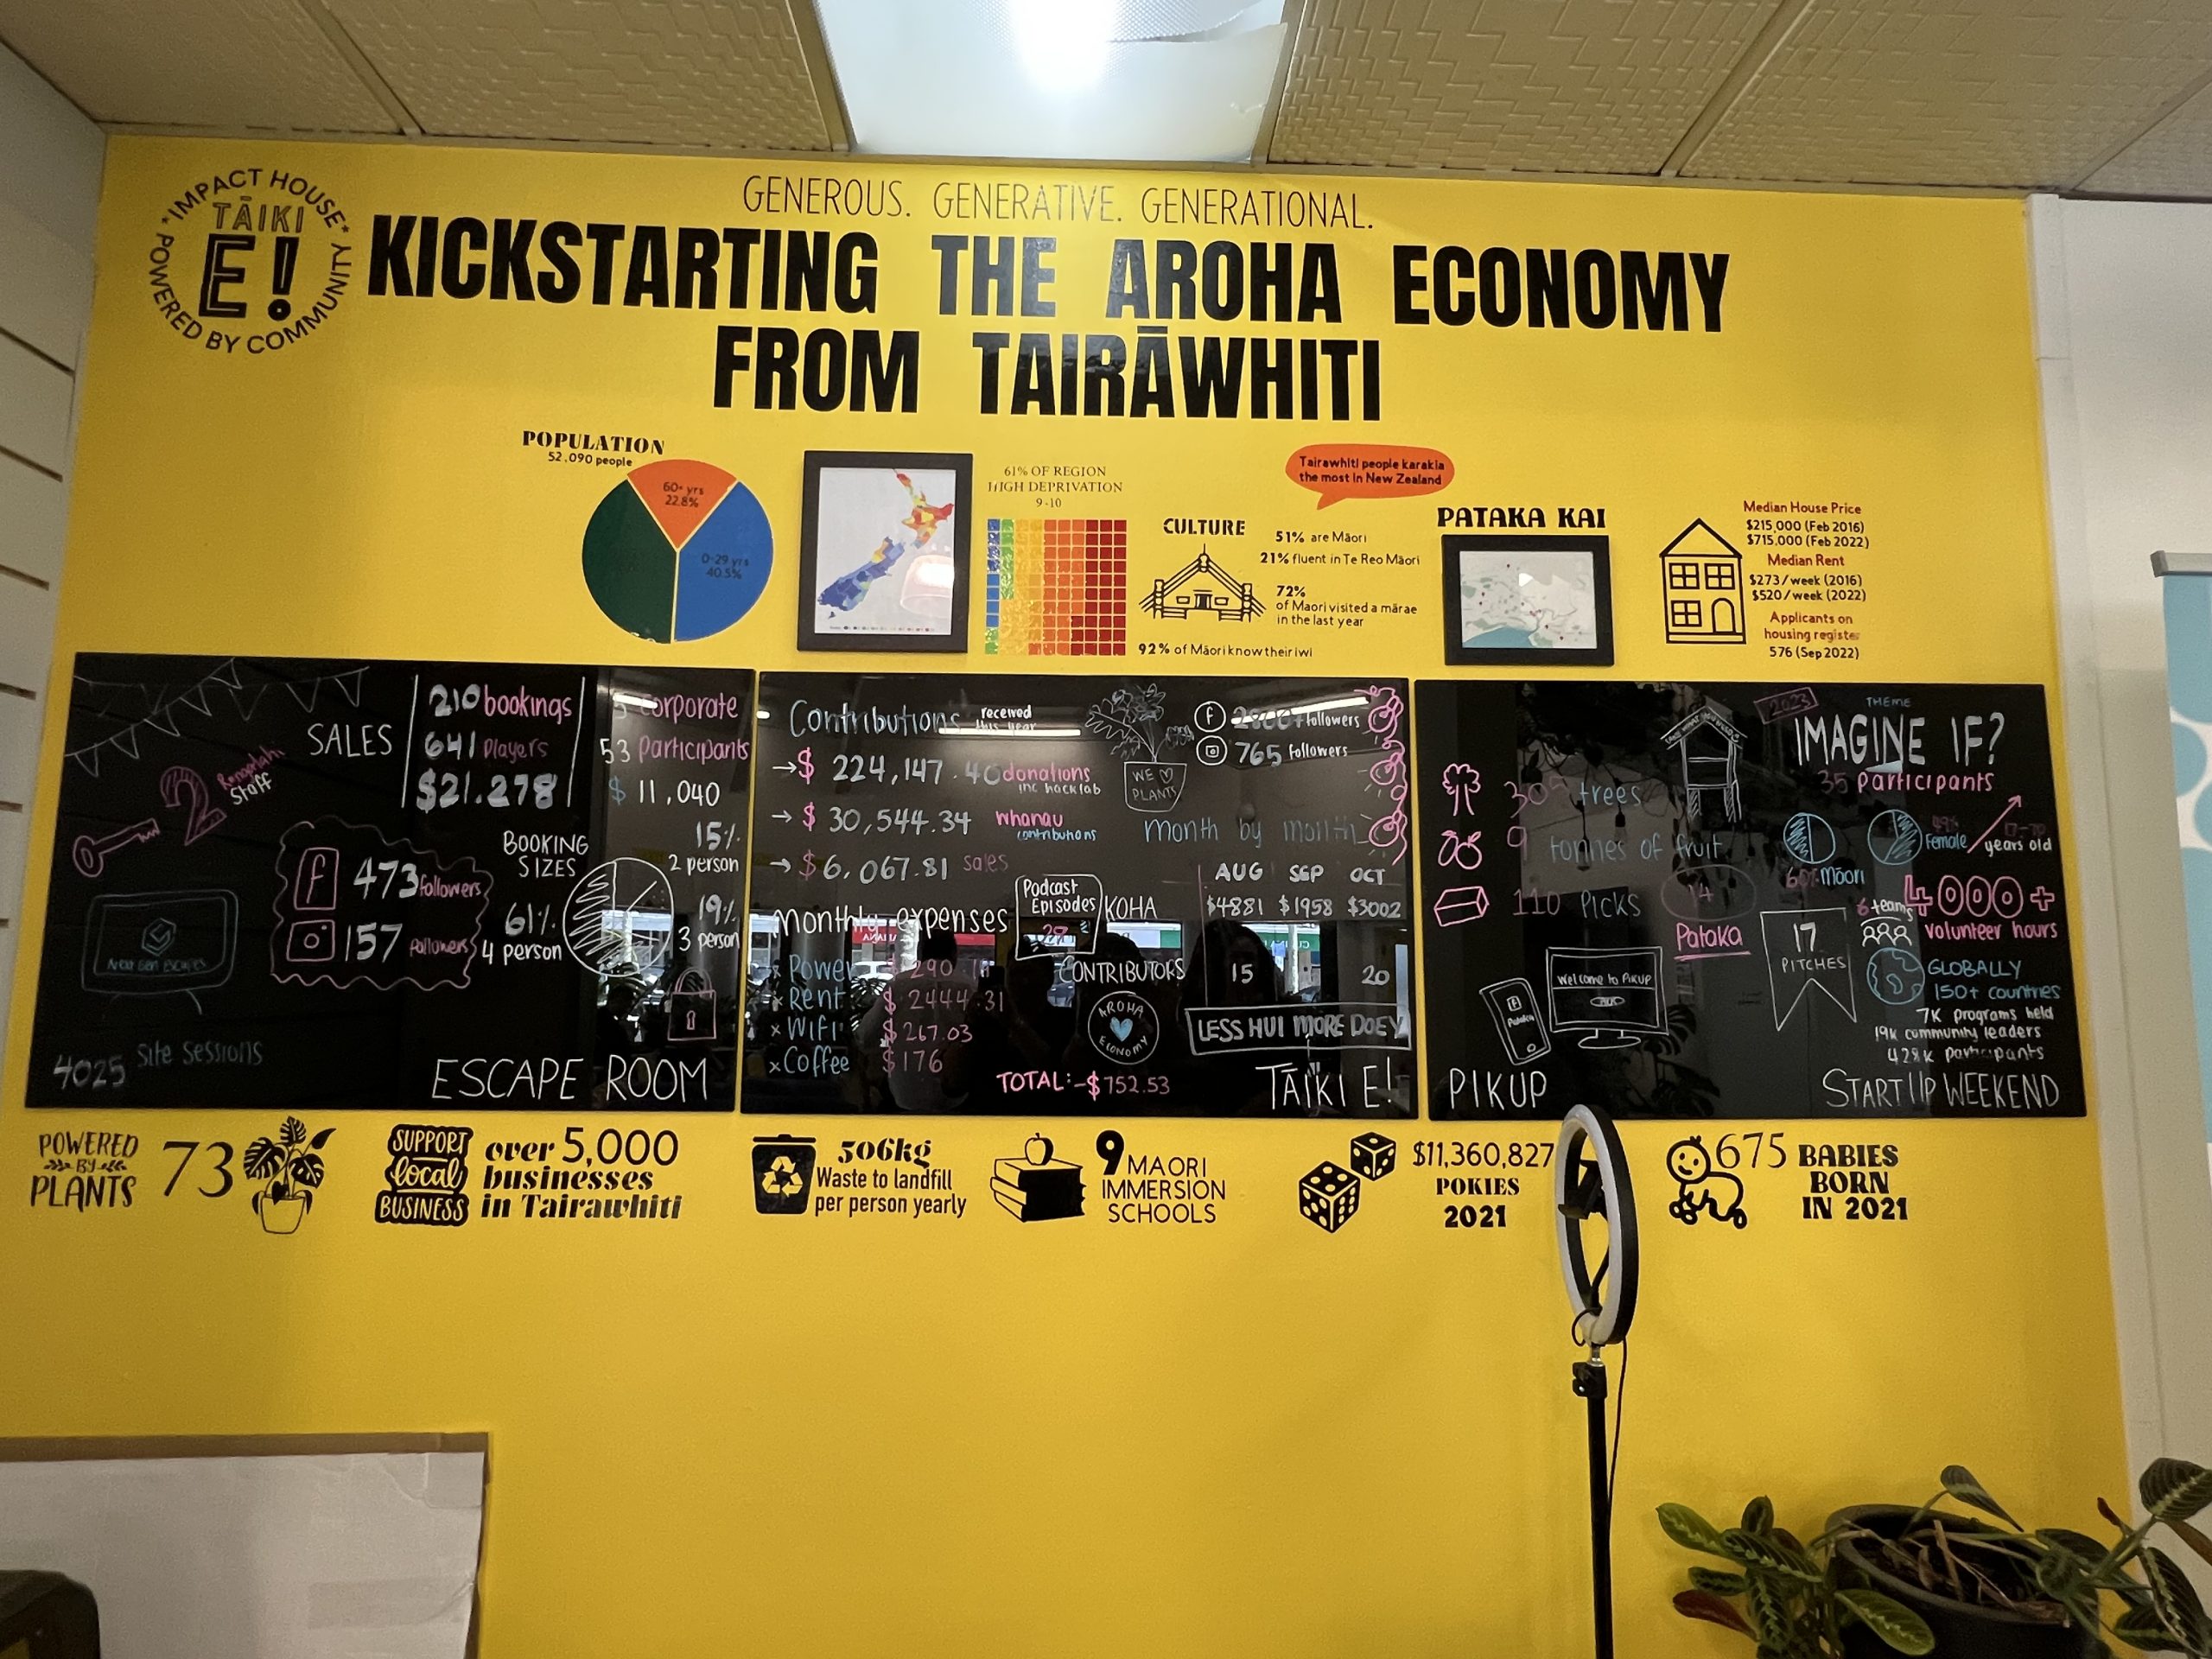 *IMPACT HOUSE*
TĀIKI
E!
POWERED BY COMMUNITY
GENEROUS. GENERATIVE. GENERATIONAL.
KICKSTARTING THE AROHA ECONOMY
FROM TAIRĀWHITI
POPULATION
52,090 people
60+ yrs
22.8%
0-29 yrs
40.5%
61% OF REGION
HIGH DEPRIVATION
9-10
Tairawhiti people karakia
the most in New Zealand
CULTURE
51% are Māori
21% fluent in Te Reo Māori
72%
of Maori visited a mārae
in the last year
92% of Māori know their iwi
PATAKA KAI
Median House Price
$215,000 (Feb 2016)
$715,000 (Feb 2022)
Median Rent
$273/week (2016)
$520/week (2022)
Applicants on
housing register
576 (Sep 2022)
2
Rangatahi
Staff
SALES
210 bookings
641 players
$21.278
5 corporate
53 participants
$ 11,040
473 followers
157 followers
BOOKING
SIZES
15%
2 person
19%
3 person
61%
4 person
4025 Site Sessions
ESCAPE ROOM
Contributions received
this year
→ $ 224,147.40 donations
inc hacklab
→ $ 30,544.34 whanau
contributions
→ $ 6,067.81 sales
WE
PLANTS
2800+ followers
765 followers
month by month
AUG SEP OCT
KOHA $4881 $1958 $3002
CONTRIBUTORS 15 20
Podcast
Episodes
Monthly expenses
x Power $ 290
x Rent $ 2444.31
x Wifi $ 267.03
x Coffee $ 176
TOTAL: -$752.53
AROHA
ECONOMY
LESS HUI MORE DOEY
TĀIKI E!
trees
9 tonnes of fruit
110 Picks
14
Pataka
Welcome to PIKUP
Pataka
PIKUP
2023
THEME
IMAGINE IF?
35 participants
60% Māori
Female
years old
4000+
volunteer hours
6 teams
17
PITCHES
GLOBALLY
150+ countries
7K programs held
19k community leaders
428k participants
STARTUP WEEKEND
POWERED
BY
PLANTS
73
SUPPORT
local
BUSINESS
over 5,000
businesses
in Tairawhiti
506kg
Waste to landfill
per person yearly
9 MAORI
IMMERSION
SCHOOLS
$11,360,827
POKIES
2021
675 BABIES
BORN
IN 2021